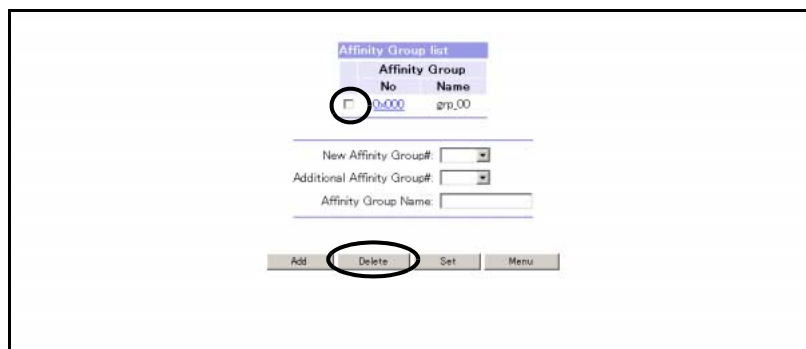 Affinity Group list
Affinity Group
No Name
0x000 grp_00
New Affinity Group#:
Additional Affinity Group#:
Affinity Group Name:
Add Delete Set Menu